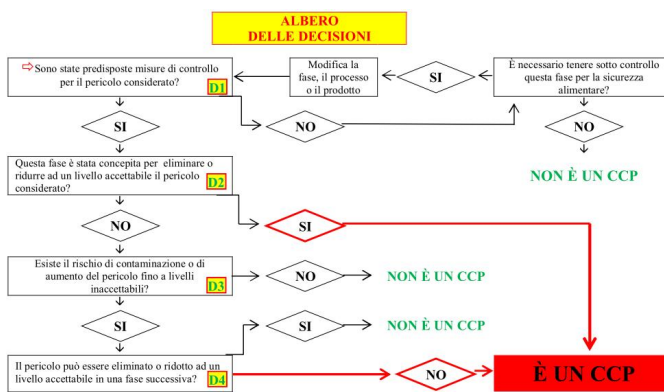 ALBERO
DELLE DECISIONI
⇨Sono state predisposte misure di controllo
per il pericolo considerato?
D1
Modifica la
fase, il processo
o il prodotto
SI
È necessario tenere sotto controllo
questa fase per la sicurezza
alimentare?
SI
NO
NO
NON È UN CCP
Questa fase è stata concepita per eliminare o
ridurre ad un livello accettabile il pericolo
considerato?
D2
NO
SI
Esiste il rischio di contaminazione o di
aumento del pericolo fino a livelli
inaccettabili?
D3
NO
NON È UN CCP
SI
SI
NON È UN CCP
Il pericolo può essere eliminato o ridotto ad un
livello accettabile in una fase successiva?
D4
NO
È UN CCP